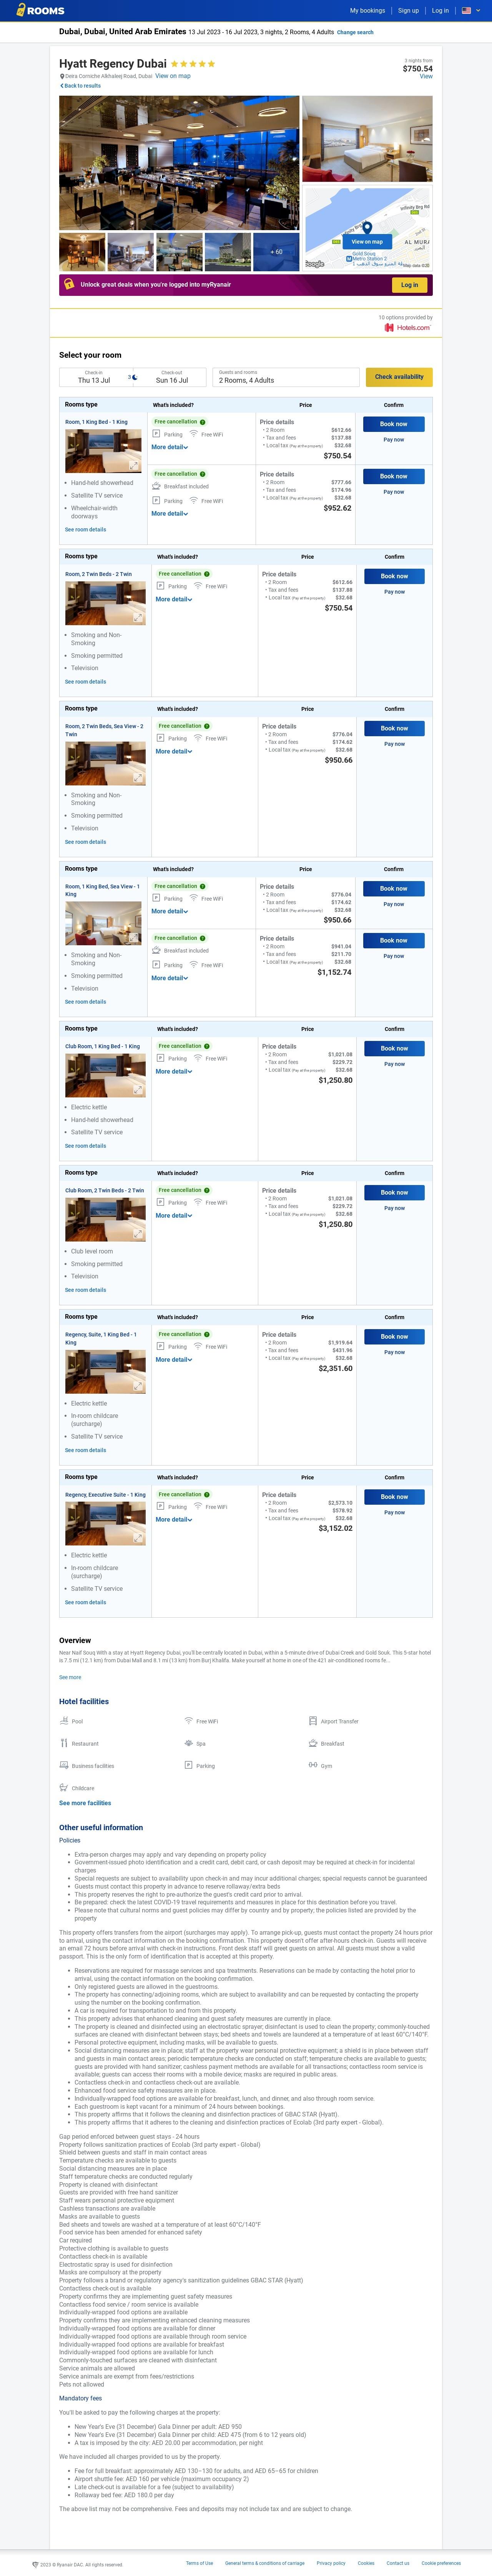 ROOMS
My bookings
Sign up
Log in
Dubai, Dubai, United Arab Emirates 13 Jul 2023 - 16 Jul 2023, 3 nights, 2 Rooms, 4 Adults Change search
Hyatt Regency Dubai
Deira Corniche Alkhaleej Road, Dubai View on map
Back to results
3 nights from
$750.54
View
View on map
AL MURA
Gold Souq
Metro Station 2
Google
+ 60
Unlock great deals when you're logged into myRyanair
Log in
10 options provided by
Hotels.com
Select your room
Check-in
Thu 13 Jul
3
Check-out
Sun 16 Jul
Guests and rooms
2 Rooms, 4 Adults
Check availability
Rooms type What's included? Price Confirm
Room, 1 King Bed - 1 King
Hand-held showerhead
Satellite TV service
Wheelchair-width
doorways
See room details
Free cancellation ?
Parking Free WiFi
More detail
Price details
• 2 Room $612.66
• Tax and fees $137.88
• Local tax (Pay at the property) $32.68
$750.54
Book now
Pay now
Free cancellation ?
Breakfast Included
Parking Free WiFi
More detail
Price details
• 2 Room $777.66
• Tax and fees $174.96
• Local tax (Pay at the property) $32.68
$952.62
Book now
Pay now
Rooms type What's included? Price Confirm
Room, 2 Twin Beds - 2 Twin
Smoking and Non-
Smoking
Smoking permitted
Television
See room details
Free cancellation ?
Parking Free WiFi
More detail
Price details
• 2 Room $612.66
• Tax and fees $137.88
• Local tax (Pay at the property) $32.68
$750.54
Book now
Pay now
Rooms type What's included? Price Confirm
Room, 2 Twin Beds, Sea View - 2
Twin
Smoking and Non-
Smoking
Smoking permitted
Television
See room details
Free cancellation ?
Parking Free WiFi
More detail
Price details
• 2 Room $776.04
• Tax and fees $174.62
• Local tax (Pay at the property) $32.68
$950.66
Book now
Pay now
Rooms type What's included? Price Confirm
Room, 1 King Bed, Sea View - 1
King
Smoking and Non-
Smoking
Smoking permitted
Television
See room details
Free cancellation ?
Parking Free WiFi
More detail
Price details
• 2 Room $776.04
• Tax and fees $174.62
• Local tax (Pay at the property) $32.68
$950.66
Book now
Pay now
Free cancellation ?
Breakfast Included
Parking Free WiFi
More detail
Price details
• 2 Room $941.04
• Tax and fees $211.70
• Local tax (Pay at the property) $32.68
$1,152.74
Book now
Pay now
Rooms type What's included? Price Confirm
Club Room, 1 King Bed - 1 King
Electric kettle
Hand-held showerhead
Satellite TV service
See room details
Free cancellation ?
Parking Free WiFi
More detail
Price details
• 2 Room $1,021.08
• Tax and fees $229.72
• Local tax (Pay at the property) $32.68
$1,250.80
Book now
Pay now
Rooms type What's included? Price Confirm
Club Room, 2 Twin Beds - 2 Twin
Club level room
Smoking permitted
Television
See room details
Free cancellation ?
Parking Free WiFi
More detail
Price details
• 2 Room $1,021.08
• Tax and fees $229.72
• Local tax (Pay at the property) $32.68
$1,250.80
Book now
Pay now
Rooms type What's included? Price Confirm
Regency, Suite, 1 King Bed - 1
King
Electric kettle
In-room childcare
(surcharge)
Satellite TV service
See room details
Free cancellation ?
Parking Free WiFi
More detail
Price details
• 2 Room $1,919.64
• Tax and fees $431.96
• Local tax (Pay at the property) $32.68
$2,351.60
Book now
Pay now
Rooms type What's included? Price Confirm
Regency, Executive Suite - 1 King
Electric kettle
In-room childcare
(surcharge)
Satellite TV service
See room details
Free cancellation ?
Parking Free WiFi
More detail
Price details
• 2 Room $2,573.10
• Tax and fees $578.92
• Local tax (Pay at the property) $32.68
$3,152.02
Book now
Pay now
Overview
Near Naif Souq With a stay at Hyatt Regency Dubai, you'll be centrally located in Dubai, within a 5-minute drive of Dubai Creek and Gold Souk. This 5-star hotel
is 7.5 mi (12.1 km) from Dubai Mall and 8.1 mi (13 km) from Burj Khalifa. Make yourself at home in one of the 421 air-conditioned rooms fe...
See more
Hotel facilities
Pool Free WiFi Airport Transfer
Restaurant Spa Breakfast
Business facilities Parking Gym
Childcare
See more facilities
Other useful information
Policies
Extra-person charges may apply and vary depending on property policy
Government-issued photo identification and a credit card, debit card, or cash deposit may be required at check-in for incidental
charges
Special requests are subject to availability upon check-in and may incur additional charges; special requests cannot be guaranteed
Guests must contact this property in advance to reserve rollaway/extra beds
This property reserves the right to pre-authorize the guest's credit card prior to arrival.
Be prepared: check the latest COVID-19 travel requirements and measures in place for this destination before you travel.
Please note that cultural norms and guest policies may differ by country and by property; the policies listed are provided by the
property
This property offers transfers from the airport (surcharges may apply). To arrange pick-up, guests must contact the property 24 hours prior
to arrival, using the contact information on the booking confirmation. This property doesn't offer after-hours check-in. Guests will receive
an email 72 hours before arrival with check-in instructions. Front desk staff will greet guests on arrival. All guests must show a valid
passport. This is the only form of identification that is accepted at this property.
Reservations are required for massage services and spa treatments. Reservations can be made by contacting the hotel prior to
arrival, using the contact information on the booking confirmation.
Only registered guests are allowed in the guestrooms.
The property has connecting/adjoining rooms, which are subject to availability and can be requested by contacting the property
using the number on the booking confirmation.
A car is required for transportation to and from this property.
This property advises that enhanced cleaning and guest safety measures are currently in place.
The property is cleaned and disinfected using an electrostatic sprayer; disinfectant is used to clean the property; commonly-touched
surfaces are cleaned with disinfectant between stays; bed sheets and towels are laundered at a temperature of at least 60°C/140°F.
Personal protective equipment, including masks, will be available to guests.
Social distancing measures are in place; staff at the property wear personal protective equipment; a shield is in place between staff
and guests in main contact areas; periodic temperature checks are conducted on staff; temperature checks are available to guests;
guests are provided with hand sanitizer; cashless payment methods are available for all transactions; contactless room service is
available; guests can access their rooms with a mobile device; masks are required in public areas.
Contactless check-in and contactless check-out are available.
Enhanced food service safety measures are in place.
Individually-wrapped food options are available for breakfast, lunch, and dinner, and also through room service.
Each guestroom is kept vacant for a minimum of 24 hours between bookings.
This property affirms that it follows the cleaning and disinfection practices of GBAC STAR (Hyatt).
This property affirms that it adheres to the cleaning and disinfection practices of Ecolab (3rd party expert - Global).
Gap period enforced between guest stays - 24 hours
Property follows sanitization practices of Ecolab (3rd party expert - Global)
Shield between guests and staff in main contact areas
Temperature checks are available to guests
Social distancing measures are in place
Staff temperature checks are conducted regularly
Property is cleaned with disinfectant
Guests are provided with free hand sanitizer
Staff wears personal protective equipment
Cashless transactions are available
Masks are available to guests
Bed sheets and towels are washed at a temperature of at least 60°C/140°F
Food service has been amended for enhanced safety
Car required
Protective clothing is available to guests
Contactless check-in is available
Electrostatic spray is used for disinfection
Masks are compulsory at the property
Property follows a brand or regulatory agency's sanitization guidelines GBAC STAR (Hyatt)
Contactless check-out is available
Property confirms they are implementing guest safety measures
Contactless food service / room service is available
Individually-wrapped food options are available
Property confirms they are implementing enhanced cleaning measures
Individually-wrapped food options are available for dinner
Individually-wrapped food options are available through room service
Individually-wrapped food options are available for breakfast
Individually-wrapped food options are available for lunch
Commonly-touched surfaces are cleaned with disinfectant
Service animals are allowed
Service animals are exempt from fees/restrictions
Pets not allowed
Mandatory fees
You'll be asked to pay the following charges at the property:
New Year's Eve (31 December) Gala Dinner per adult: AED 950
New Year's Eve (31 December) Gala Dinner per child: AED 475 (from 6 to 12 years old)
A tax is imposed by the city: AED 20.00 per accommodation, per night
We have included all charges provided to us by the property.
Fee for full breakfast: approximately AED 130–130 for adults, and AED 65–65 for children
Airport shuttle fee: AED 160 per vehicle (maximum occupancy 2)
Late check-out is available for a fee (subject to availability)
Rollaway bed fee: AED 180.0 per day
The above list may not be comprehensive. Fees and deposits may not include tax and are subject to change.
2023 © Ryanair DAC. All rights reserved.
Terms of Use
General terms & conditions of carriage
Privacy policy
Cookies
Contact us
Cookie preferences